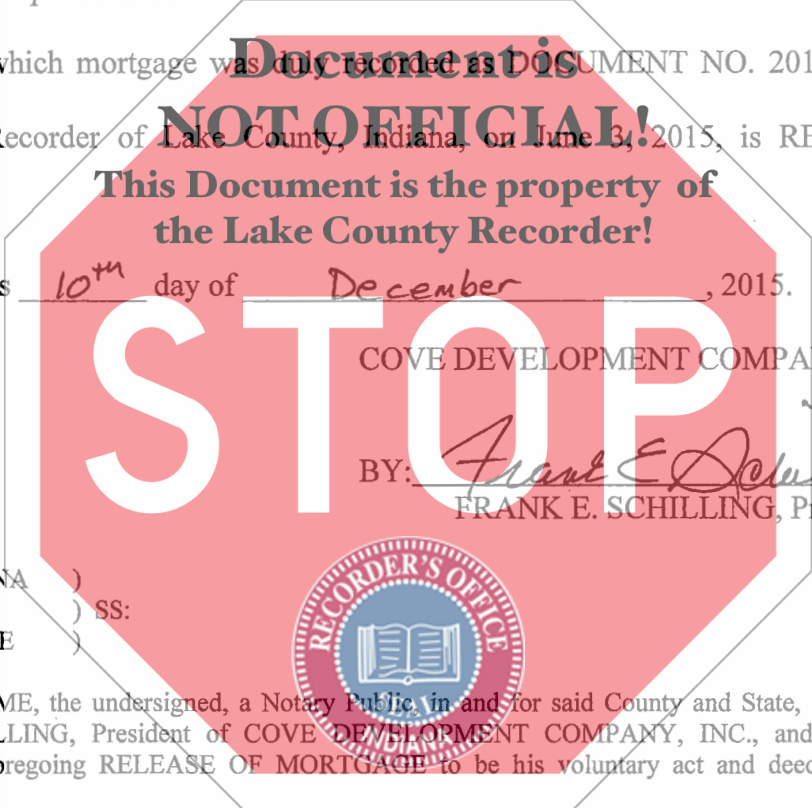 which mortgage was duly recorded as DOCUMENT NO. 201
Document is
Recorder of Lake County, Indiana, on June 3, 2015, is RE
NOT OFFICIAL!
This Document is the property of
the Lake County Recorder!
s 10th day of December, 2015.
STOP
COVE DEVELOPMENT COMPA
BY: Frank E Schi
FRANK E. SCHILLING, Pr
NA )
) SS:
E )
RECORDER'S OFFICE
SEAL
INDIANA
ME, the undersigned, a Notary Public, in and for said County and State,
LLING, President of COVE DEVELOPMENT COMPANY, INC., and
oregoing RELEASE OF MORTGAGE to be his voluntary act and deed